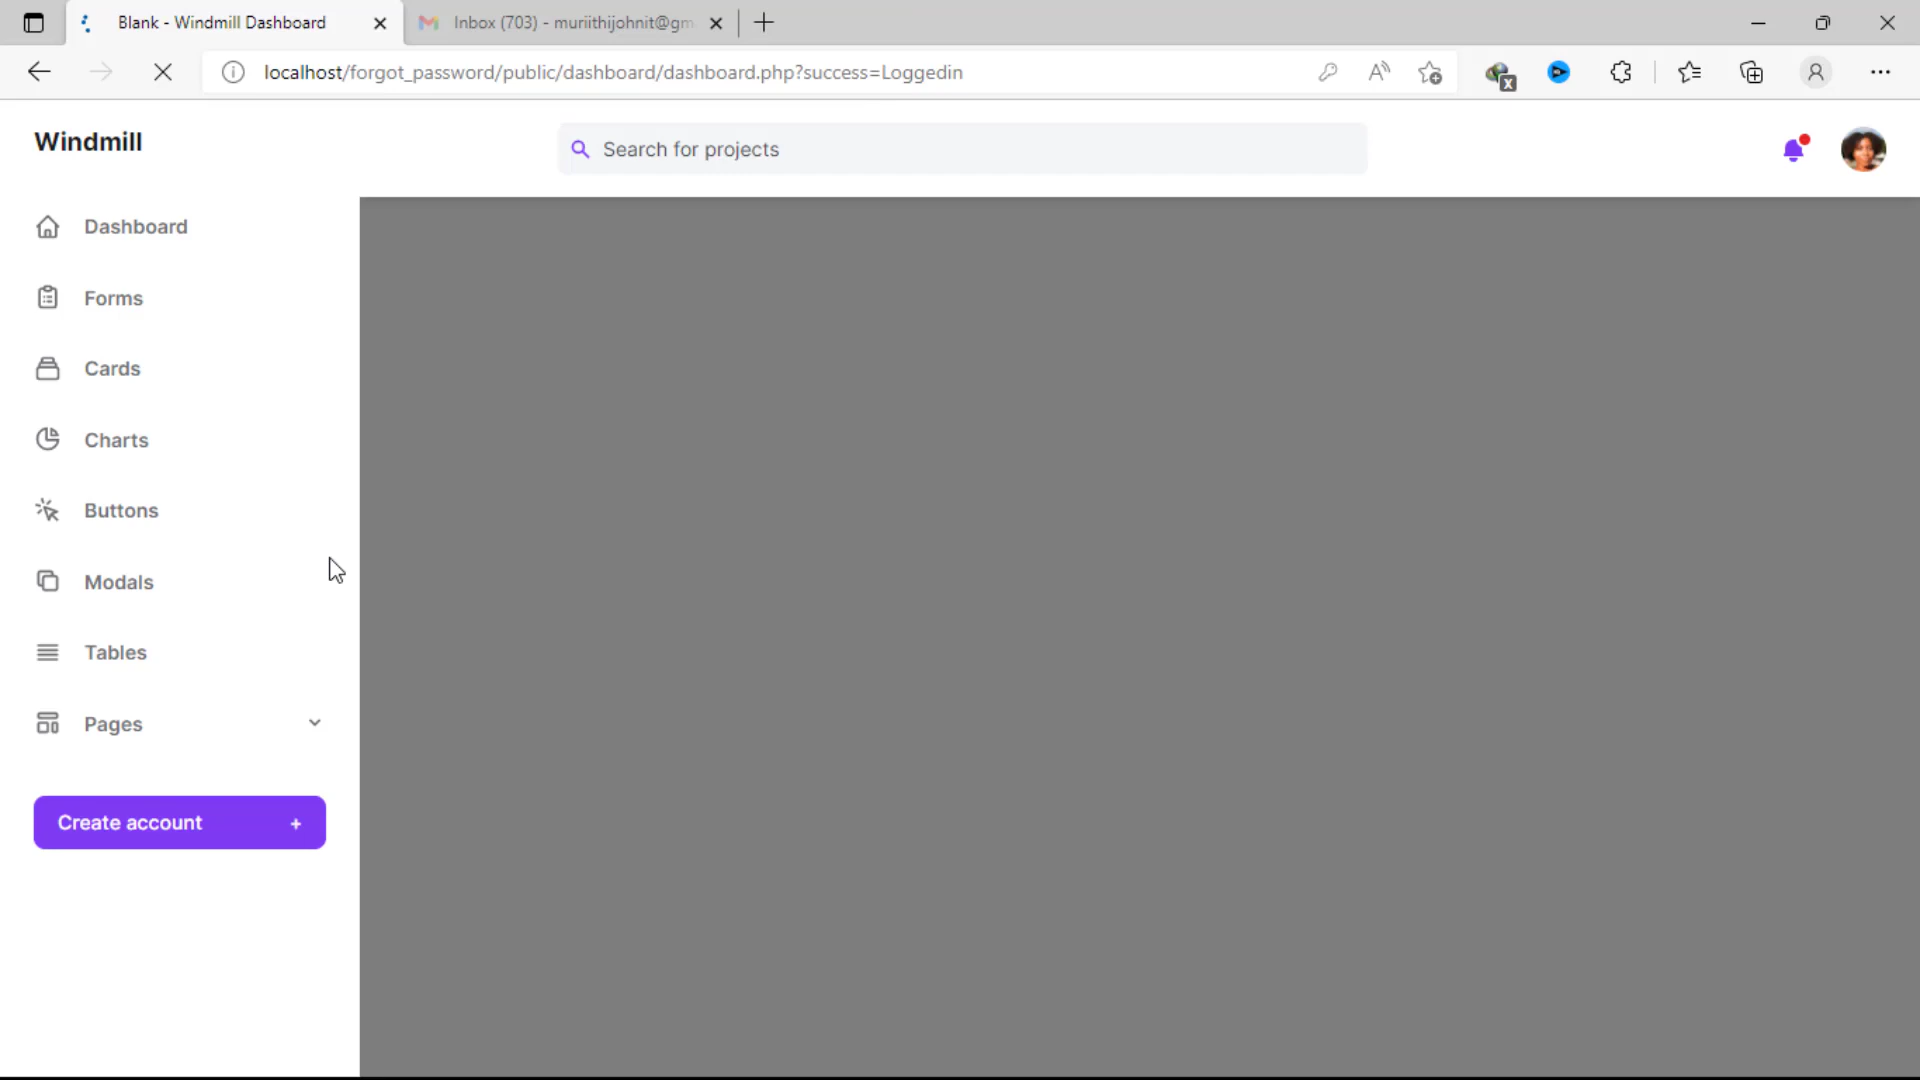 Blank - Windmill Dashboard
Inbox (703) - muriithijohnit@gm
localhost/forgot_password/public/dashboard/dashboard.php?success=Loggedin
Windmill
Search for projects
Dashboard
Forms
Cards
Charts
Buttons
Modals
Tables
Pages
Create account +